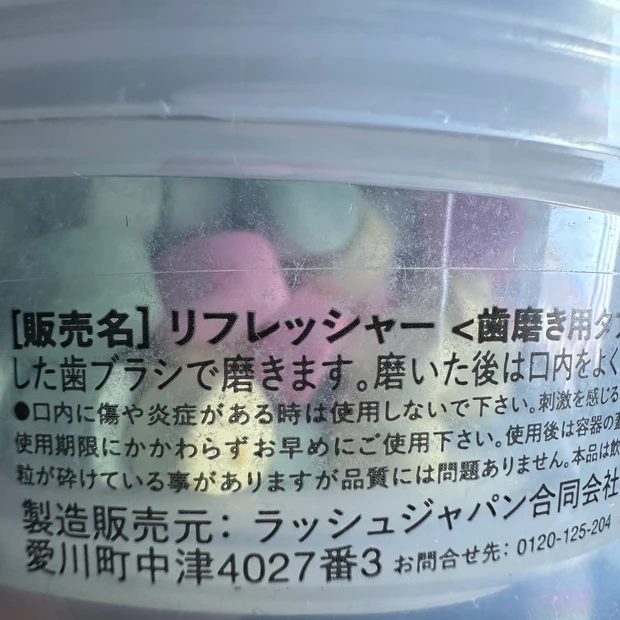 [販売名] リフレッシャー <歯磨き用タブ
した歯ブラシで磨きます。磨いた後は口内をよく
●口内に傷や炎症がある時は使用しないで下さい。刺激を感じる
使用期限にかかわらずお早めにご使用下さい。使用後は容器の蓋
粒が砕けている事がありますが品質には問題ありません。本品は飲
製造販売元：ラッシュジャパン合同会社
愛川町中津4027番3 お問合せ先：0120-125-204